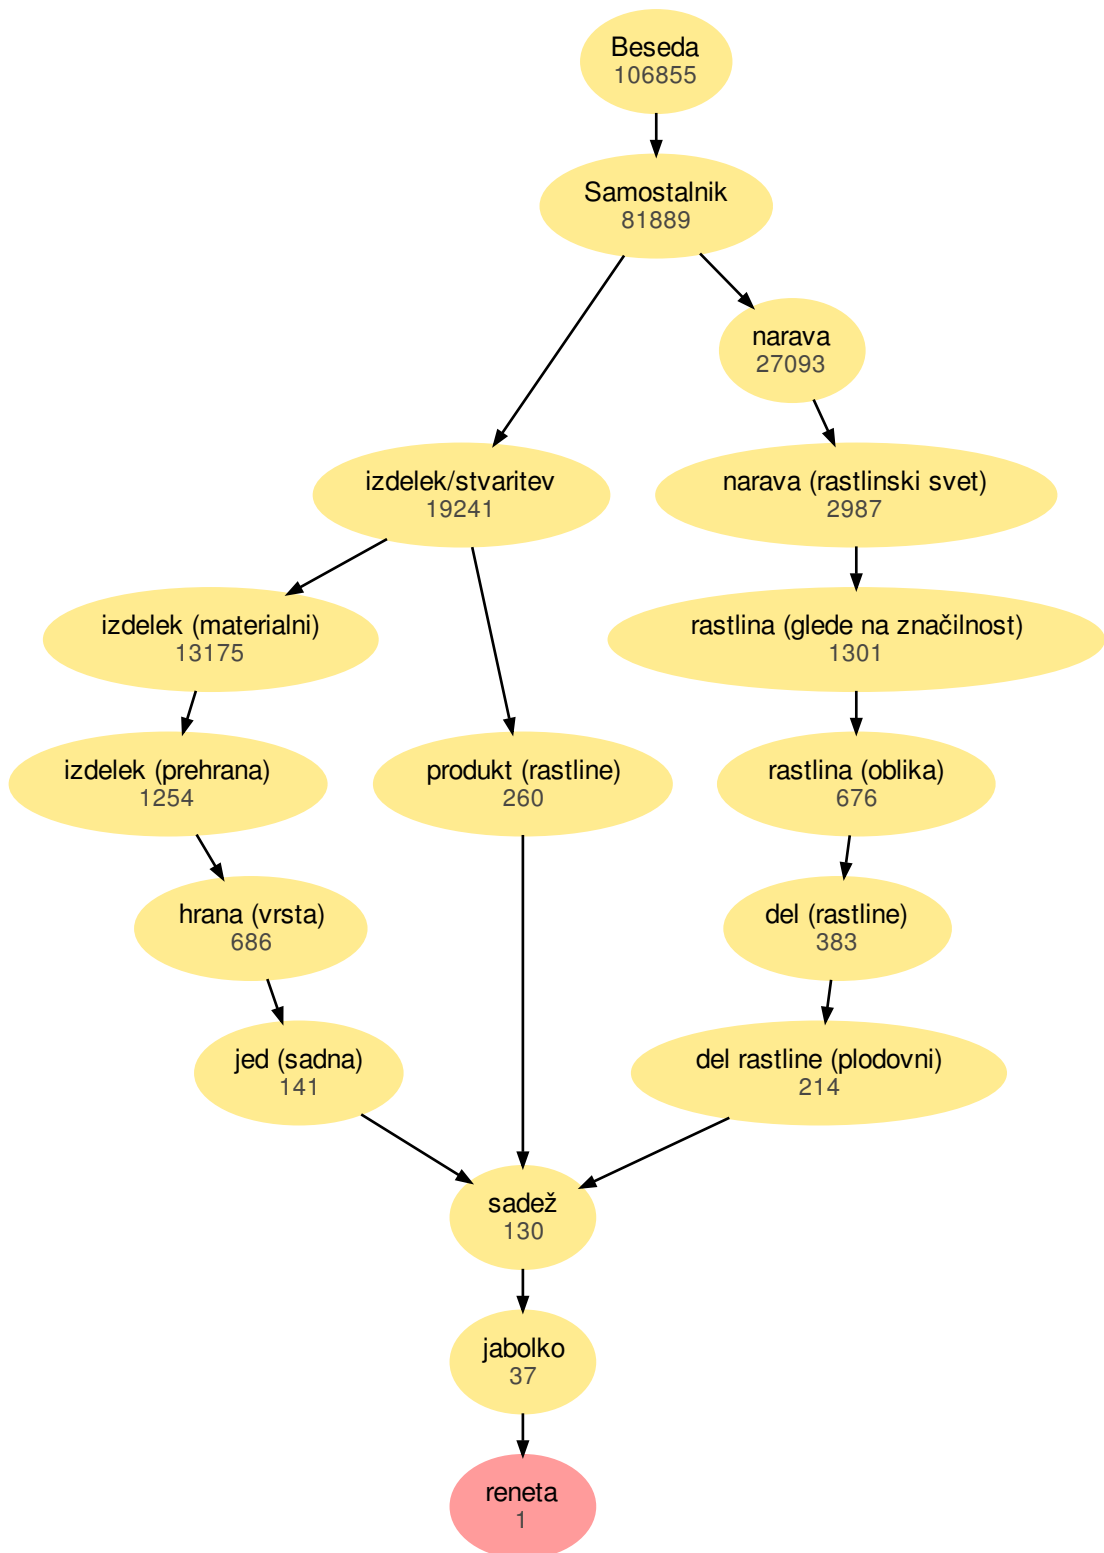 Beseda
106855
Samostalnik
81889
narava
27093
izdelek/stvaritev
19241
narava (rastlinski svet)
2987
izdelek (materialni)
13175
rastlina (glede na značilnost)
1301
izdelek (prehrana)
1254
produkt (rastline)
260
rastlina (oblika)
676
hrana (vrsta)
686
del (rastline)
383
jed (sadna)
141
del rastline (plodovni)
214
sadež
130
jabolko
37
reneta
1